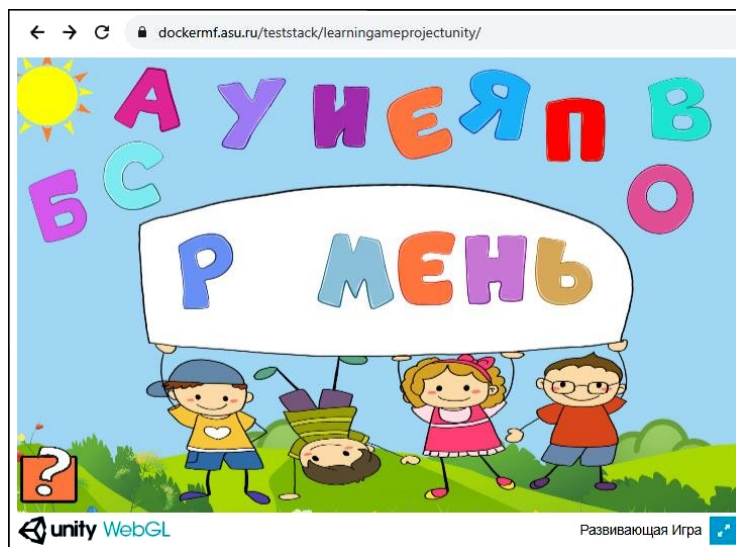 dockermf.asu.ru/teststack/learningameprojectunity/
А У И Е Я П В
Б С О
Р МЕНЬ
?
unity WebGL
Развивающая Игра